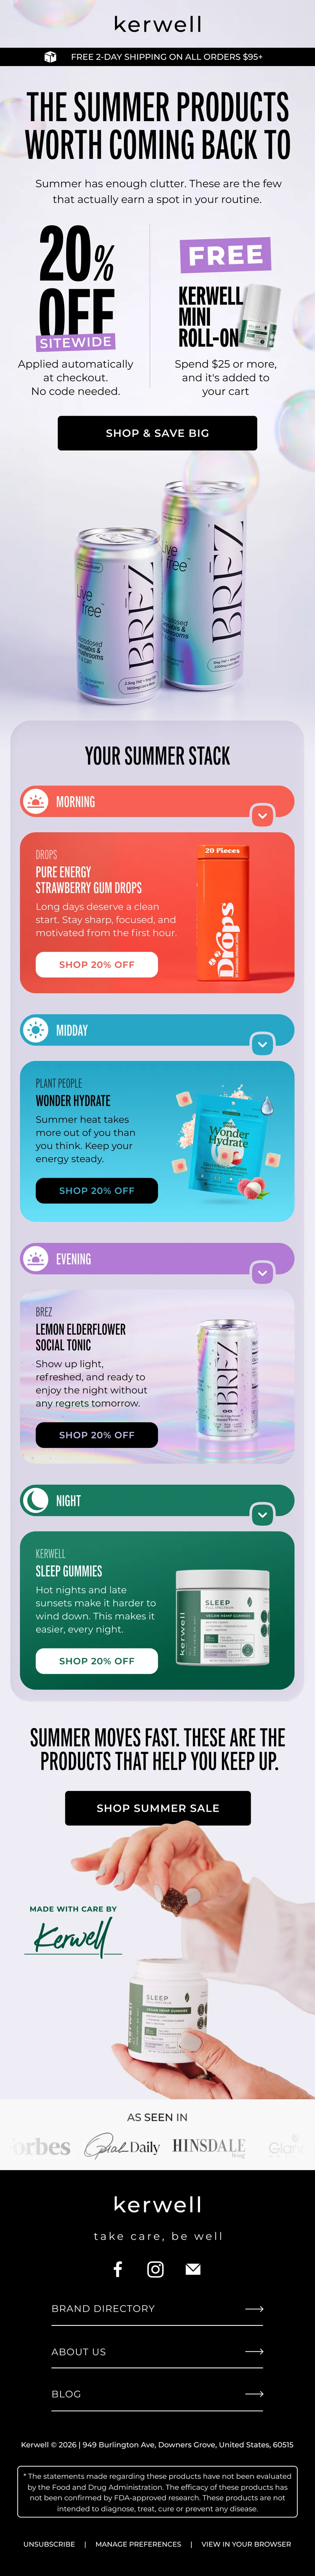 kerwell
FREE 2-DAY SHIPPING ON ALL ORDERS $95+
THE SUMMER PRODUCTS
WORTH COMING BACK TO
Summer has enough clutter. These are the few
that actually earn a spot in your routine.
20%
OFF
SITEWIDE
Applied automatically
at checkout.
No code needed.
FREE
KERWELL
MINI
ROLL-ON
Spend $25 or more,
and it's added to
your cart
SHOP & SAVE BIG
Live
free™
BREZ
Live
free™
BREZ
YOUR SUMMER STACK
MORNING
DROPS
PURE ENERGY
STRAWBERRY GUM DROPS
Long days deserve a clean
start. Stay sharp, focused, and
motivated from the first hour.
SHOP 20% OFF
20 Pieces
Drops
MIDDAY
PLANT PEOPLE
WONDER HYDRATE
Summer heat takes
more out of you than
you think. Keep your
energy steady.
SHOP 20% OFF
Wonder
Hydrate
EVENING
BREZ
LEMON ELDERFLOWER
SOCIAL TONIC
Show up light,
refreshed, and ready to
enjoy the night without
any regrets tomorrow.
SHOP 20% OFF
BREZ
NIGHT
KERWELL
SLEEP GUMMIES
Hot nights and late
sunsets make it harder to
wind down. This makes it
easier, every night.
SHOP 20% OFF
kerwell
SLEEP
VEGAN HEMP GUMMIES
SUMMER MOVES FAST. THESE ARE THE
PRODUCTS THAT HELP YOU KEEP UP.
SHOP SUMMER SALE
MADE WITH CARE BY
Kerwell
SLEEP
VEGAN HEMP GUMMIES
AS SEEN IN
orbes
Daily
HINSDALE
living
kerwell
take care, be well
BRAND DIRECTORY
ABOUT US
BLOG
Kerwell © 2026 | 949 Burlington Ave, Downers Grove, United States, 60515
* The statements made regarding these products have not been evaluated
by the Food and Drug Administration. The efficacy of these products has
not been confirmed by FDA-approved research. These products are not
intended to diagnose, treat, cure or prevent any disease.
UNSUBSCRIBE | MANAGE PREFERENCES | VIEW IN YOUR BROWSER